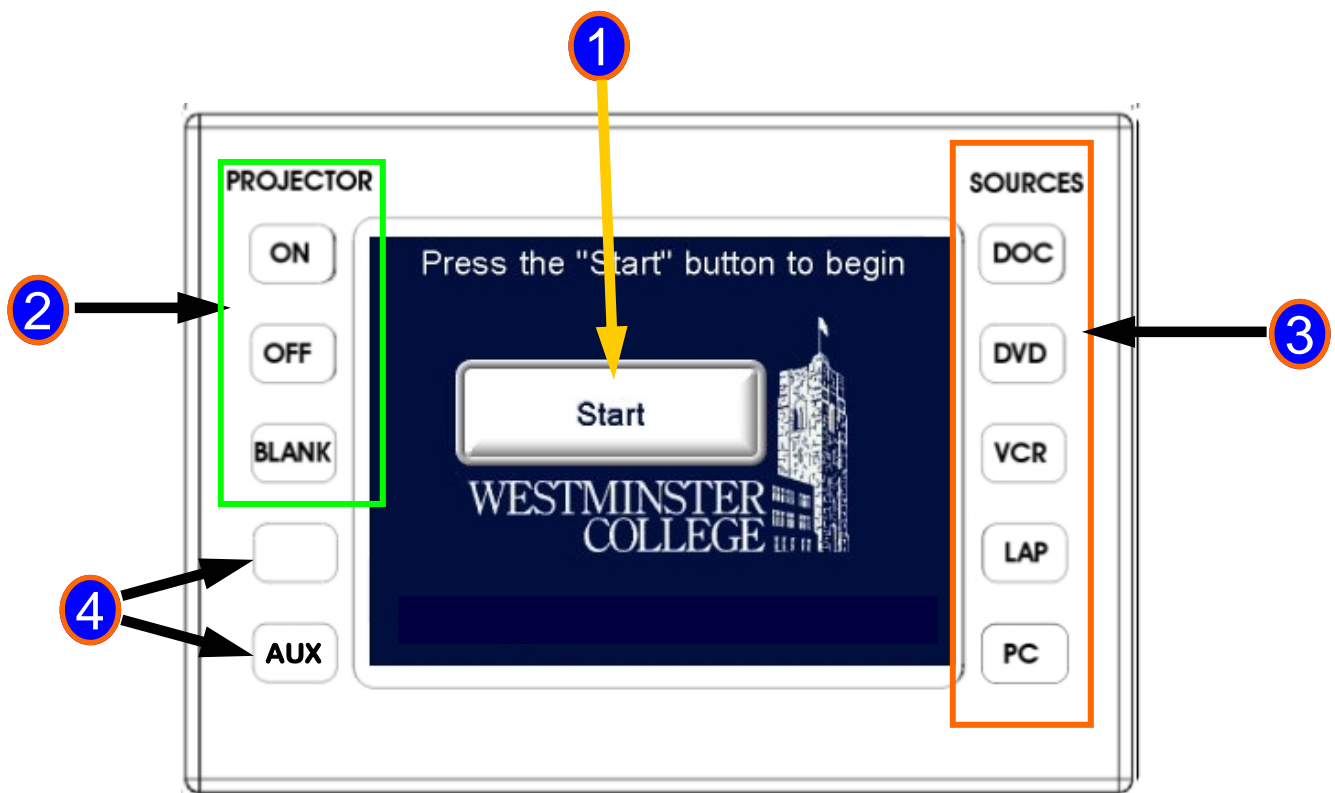 1
PROJECTOR
ON
OFF
BLANK
AUX
2
4
Press the "Start" button to begin
Start
WESTMINSTER
COLLEGE
SOURCES
DOC
DVD
VCR
LAP
PC
3